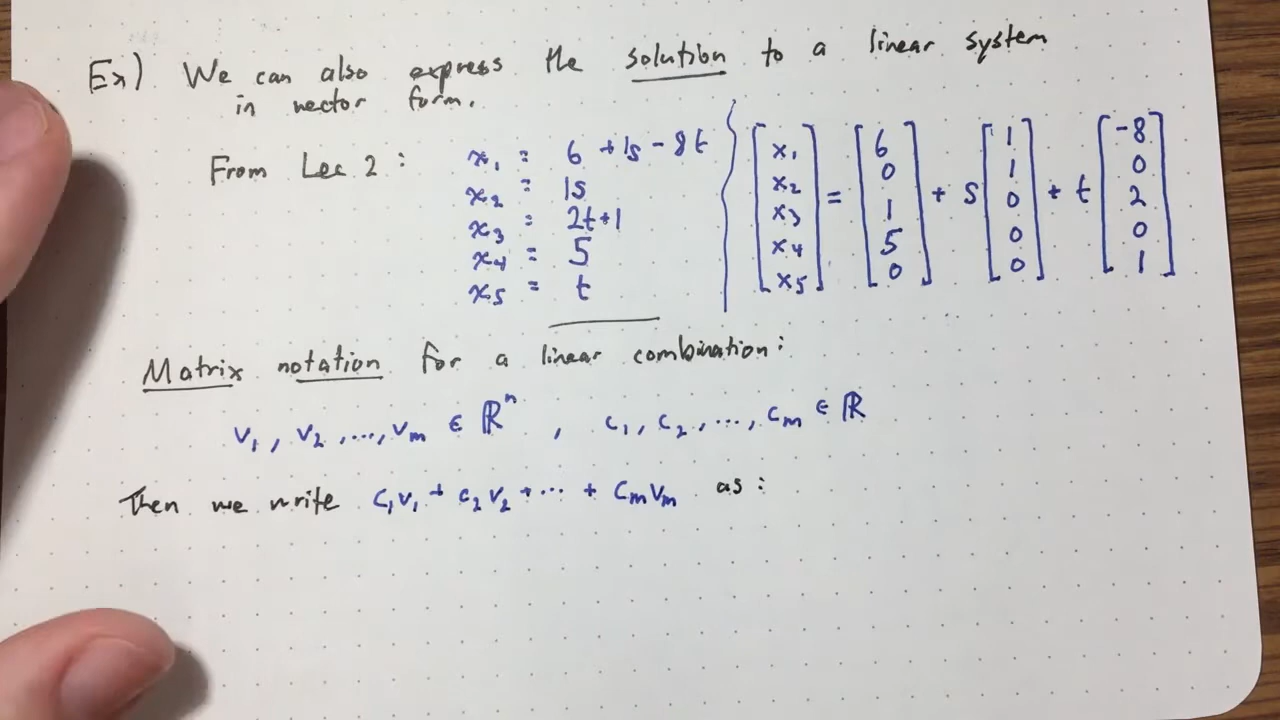 Ex) We can also express the solution to a linear system
in vector form.
From Lec 2 :
x₁ = 6 + 1s - 8t
x₂ = 1s
x₃ = 2t+1
x₄ = 5
x₅ = t
[x₁ x₂ x₃ x₄ x₅] = [6 0 1 5 0] + s [1 1 0 0 0] + t [-8 0 2 0 1]
Matrix notation for a linear combination:
v₁, v₂, ..., vₘ ∈ ℝⁿ , c₁, c₂, ..., cₘ ∈ ℝ
Then we write c₁v₁ + c₂v₂ + ... + cₘvₘ as :